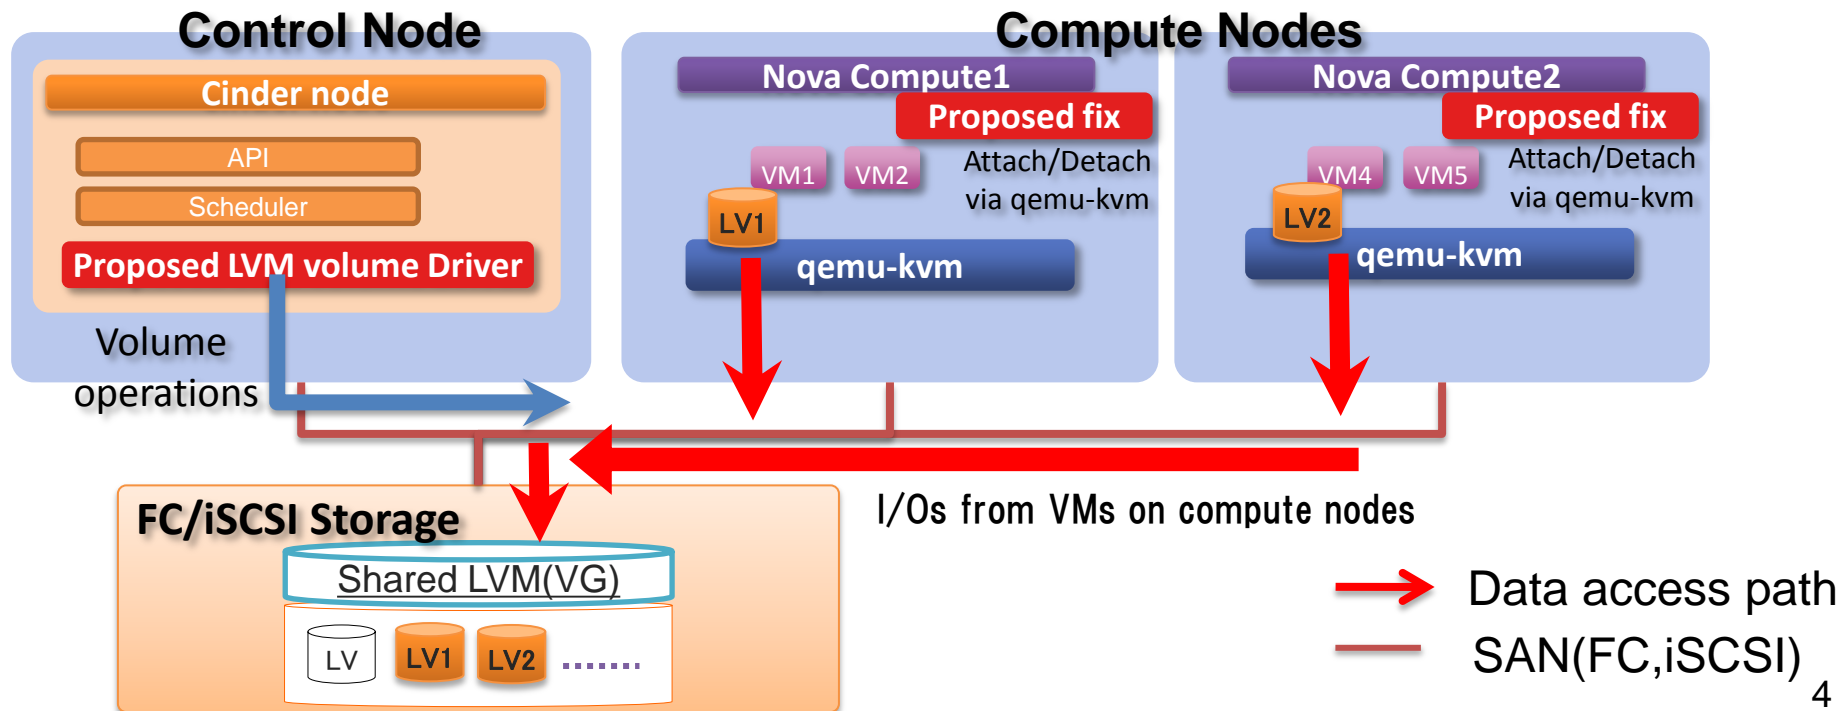 Control Node
Compute Nodes
Cinder node
API
Scheduler
Proposed LVM volume Driver
Volume
operations
Nova Compute1
Proposed fix
VM1
VM2
Attach/Detach
via qemu-kvm
LV1
qemu-kvm
Nova Compute2
Proposed fix
VM4
VM5
Attach/Detach
via qemu-kvm
LV2
qemu-kvm
FC/iSCSI Storage
Shared LVM(VG)
LV
LV1
LV2
I/Os from VMs on compute nodes
Data access path
SAN(FC,iSCSI)
4